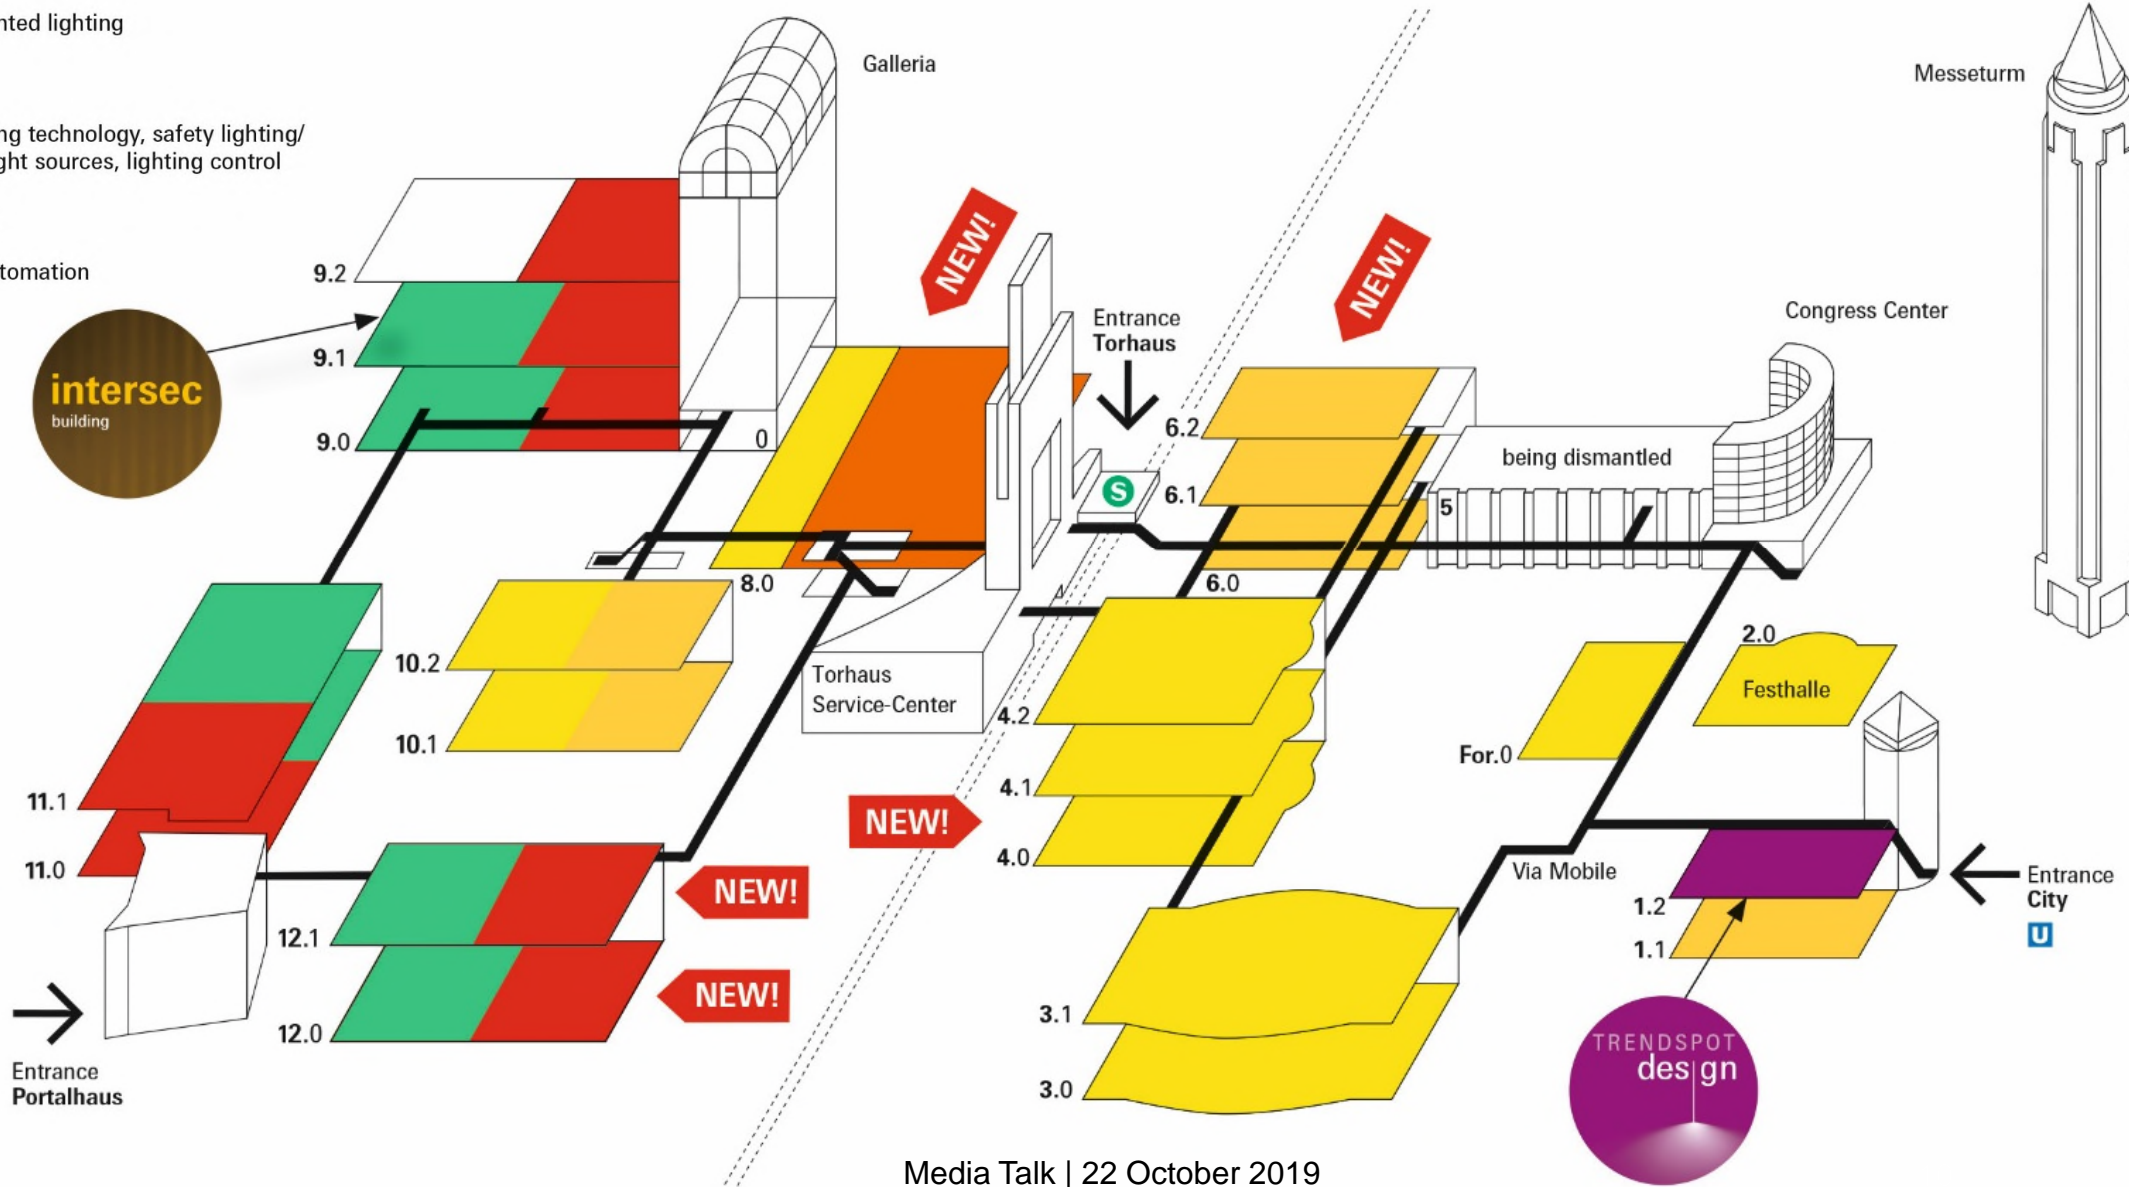 nted lighting
Galleria
Messeturm
ng technology, safety lighting/
ght sources, lighting control
NEW!
NEW!
9.2
tomation
Entrance
Torhaus
Congress Center
9.1
intersec
building
9.0
0
6.2
being dismantled
6.1
S
5
8.0
6.0
10.2
2.0
Torhaus
Service-Center
Festhalle
4.2
10.1
For.0
11.1
4.1
NEW!
4.0
11.0
Via Mobile
Entrance
City
U
NEW!
1.2
12.1
1.1
NEW!
3.1
12.0
TRENDSPOT
design
Entrance
Portalhaus
3.0
Media Talk | 22 October 2019